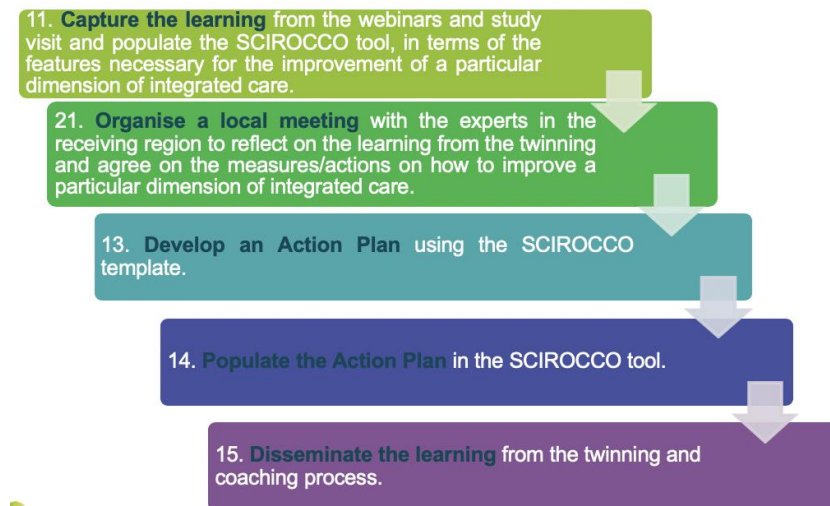 11. Capture the learning from the webinars and study
visit and populate the SCIROCCO tool, in terms of the
features necessary for the improvement of a particular
dimension of integrated care.
21. Organise a local meeting with the experts in the
receiving region to reflect on the learning from the twinning
and agree on the measures/actions on how to improve a
particular dimension of integrated care.
13. Develop an Action Plan using the SCIROCCO
template.
14. Populate the Action Plan in the SCIROCCO tool.
15. Disseminate the learning from the twinning and
coaching process.